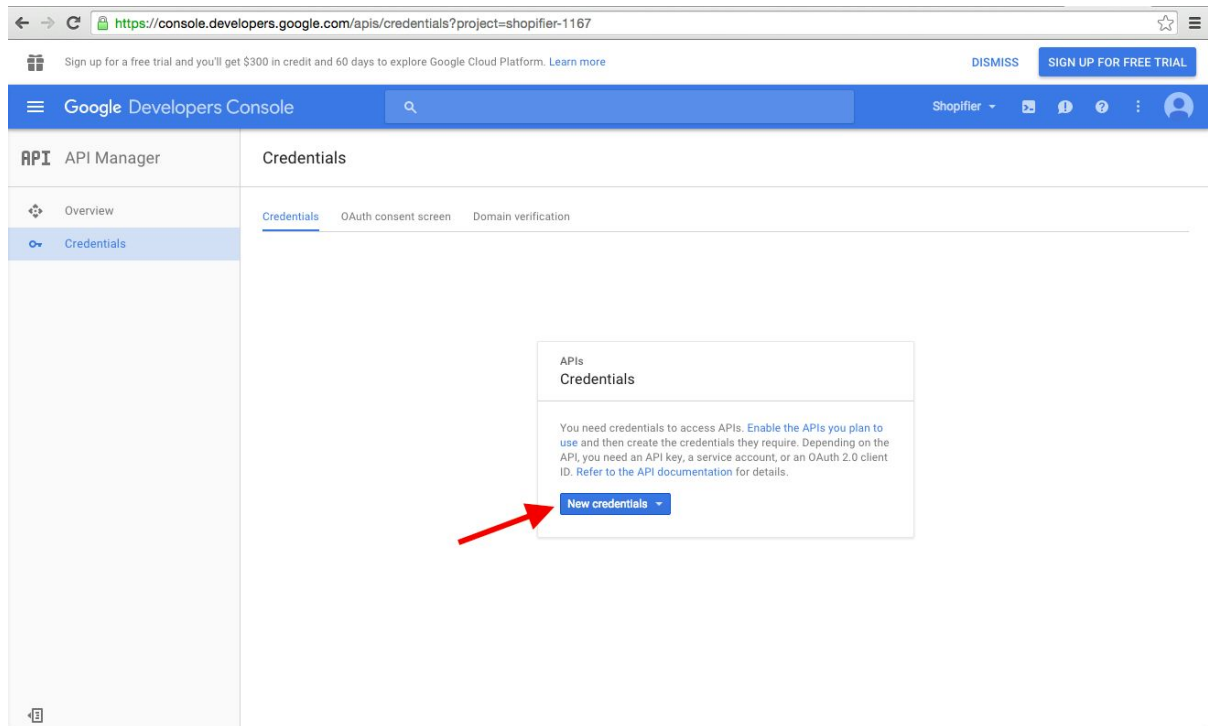 https://console.developers.google.com/apis/credentials?project=shopifier-1167
Sign up for a free trial and you'll get $300 in credit and 60 days to explore Google Cloud Platform. Learn more
DISMISS
SIGN UP FOR FREE TRIAL
Google Developers Console
Shopifier
API API Manager
Credentials
Overview
Credentials
Credentials OAuth consent screen Domain verification
APIs
Credentials
You need credentials to access APIs. Enable the APIs you plan to
use and then create the credentials they require. Depending on the
API, you need an API key, a service account, or an OAuth 2.0 client
ID. Refer to the API documentation for details.
New credentials